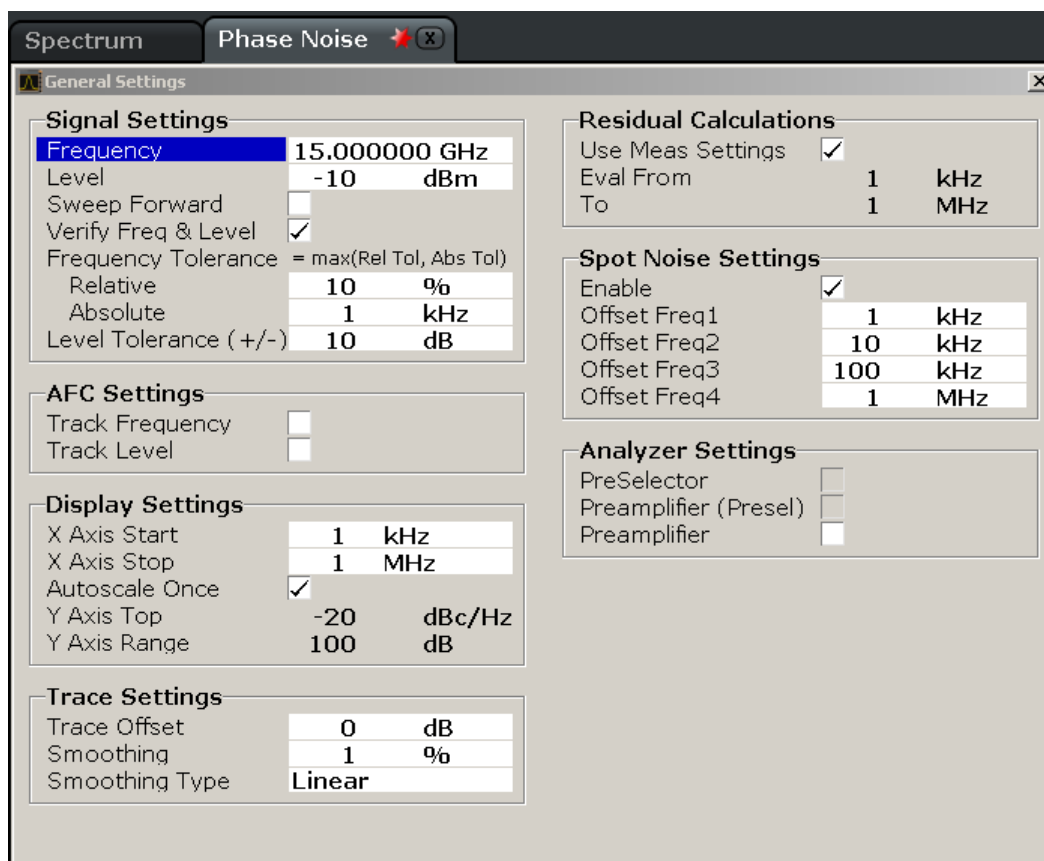 Spectrum
Phase Noise X
General Settings
Signal Settings
Frequency 15.000000 GHz
Level -10 dBm
Sweep Forward
Verify Freq & Level
Frequency Tolerance = max(Rel Tol, Abs Tol)
Relative 10 %
Absolute 1 kHz
Level Tolerance (+/-) 10 dB
AFC Settings
Track Frequency
Track Level
Display Settings
X Axis Start 1 kHz
X Axis Stop 1 MHz
Autoscale Once
Y Axis Top -20 dBc/Hz
Y Axis Range 100 dB
Trace Settings
Trace Offset 0 dB
Smoothing 1 %
Smoothing Type Linear
Residual Calculations
Use Meas Settings
Eval From 1 kHz
To 1 MHz
Spot Noise Settings
Enable
Offset Freq1 1 kHz
Offset Freq2 10 kHz
Offset Freq3 100 kHz
Offset Freq4 1 MHz
Analyzer Settings
PreSelector
Preamplifier (Presel)
Preamplifier